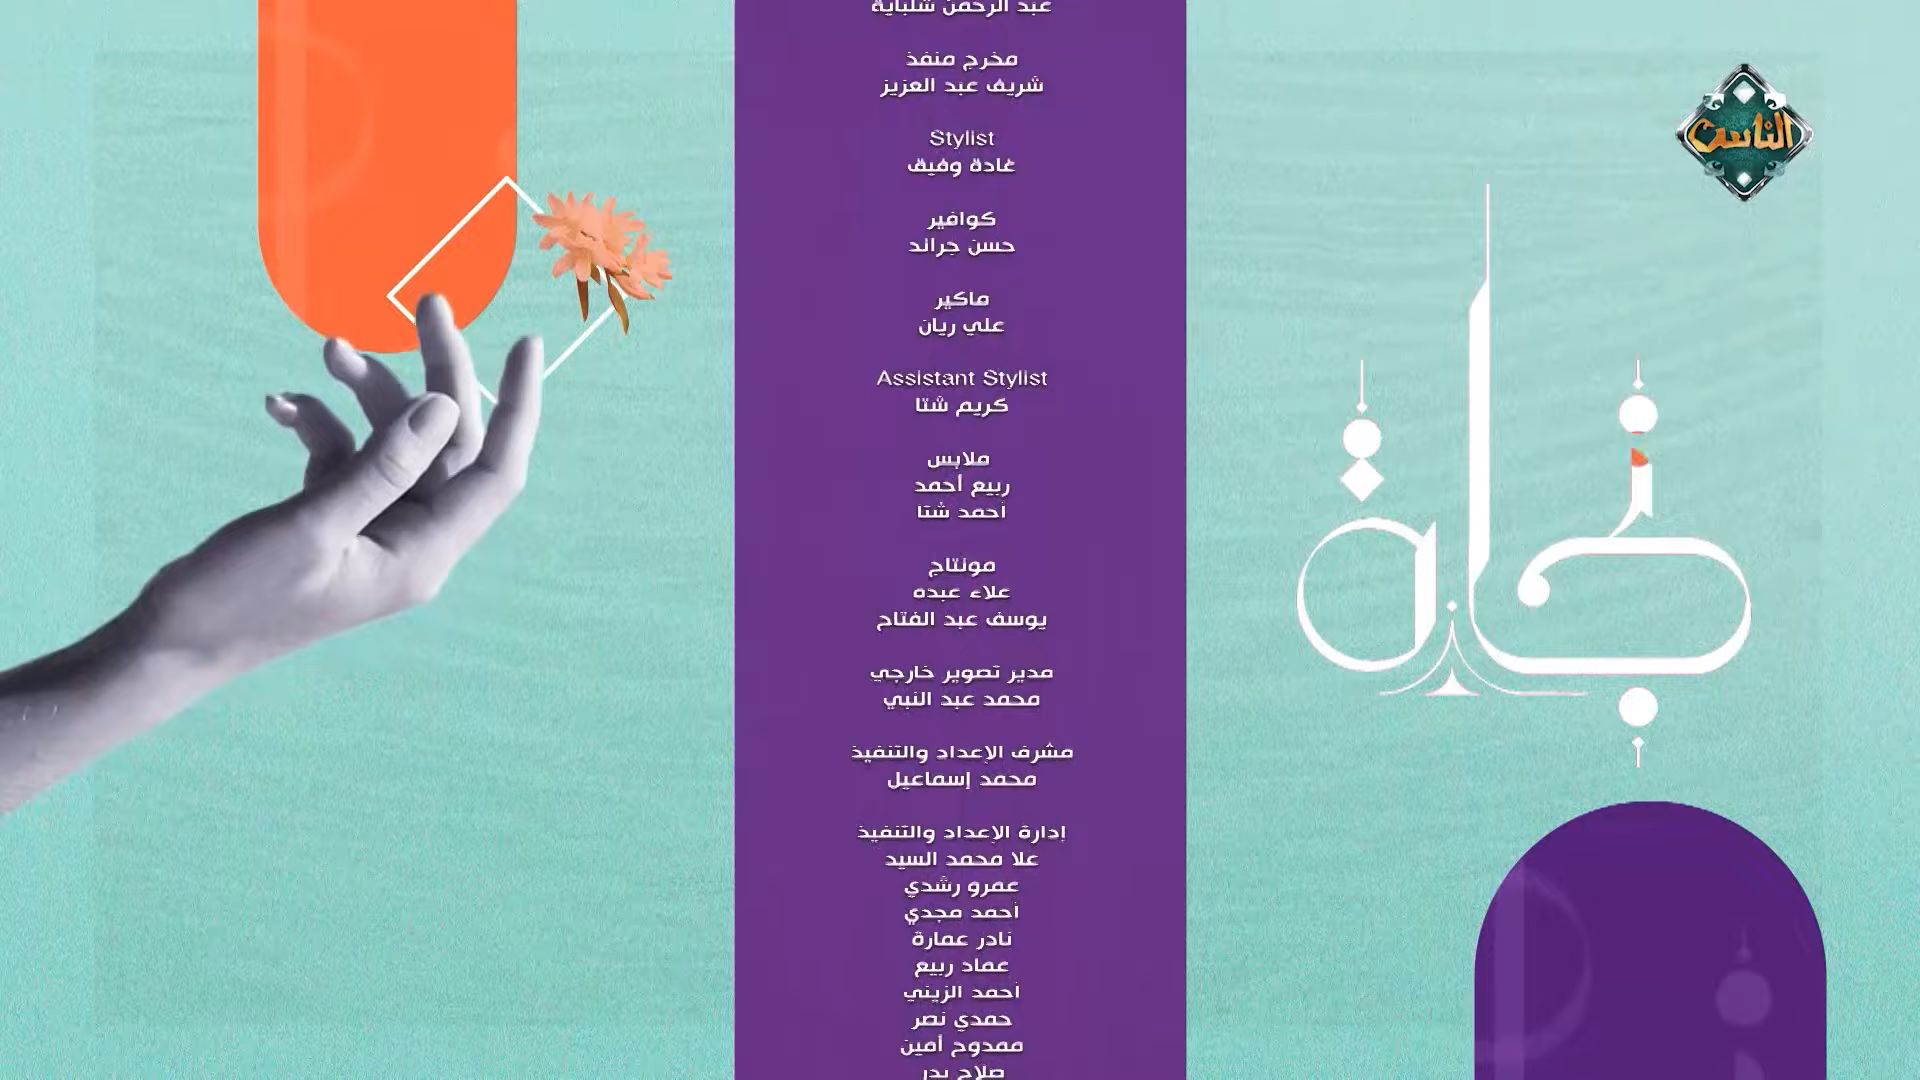 عبد الرحمن شلباية
مخرج منفذ
شريف عبد العزيز
Stylist
غادة وفيق
كوافير
حسن جراند
ماكير
علي ريان
Assistant Stylist
كريم شتا
ملابس
ربيع أحمد
أحمد شتا
مونتاج
علاء عبده
يوسف عبد الفتاح
مدير تصوير خارجي
محمد عبد النبي
مشرف الإعداد والتنفيذ
محمد إسماعيل
إدارة الإعداد والتنفيذ
علا محمد السيد
عمرو رشدي
أحمد مجدي
نادر عمارة
عماد ربيع
أحمد الزيني
حمدي نصر
ممدوح أمين
صلاح بدر
الناس